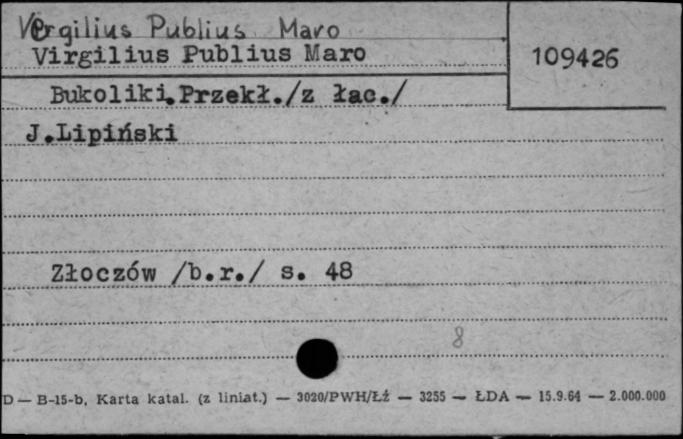 Vergilius Publius Maro
Virgilius Publius Maro
109426
Bukoliki.Przekł./z łac./
J.Lipiński
Złoczów /b.r./ s. 48
8
D — B-15-b, Karta katal. (z liniat.) — 3020/PWH/Łź — 3255 — ŁDA — 15.9.64 — 2.000.000